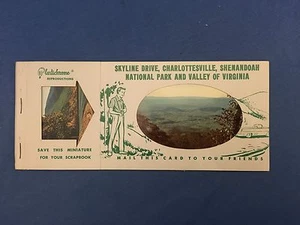 Plastichrome ®
REPRODUCTIONS
SKYLINE DRIVE, CHARLOTTESVILLE, SHENANDOAH
NATIONAL PARK AND VALLEY OF VIRGINIA
SAVE THIS MINIATURE
FOR YOUR SCRAPBOOK
MAIL THIS CARD TO YOUR FRIENDS